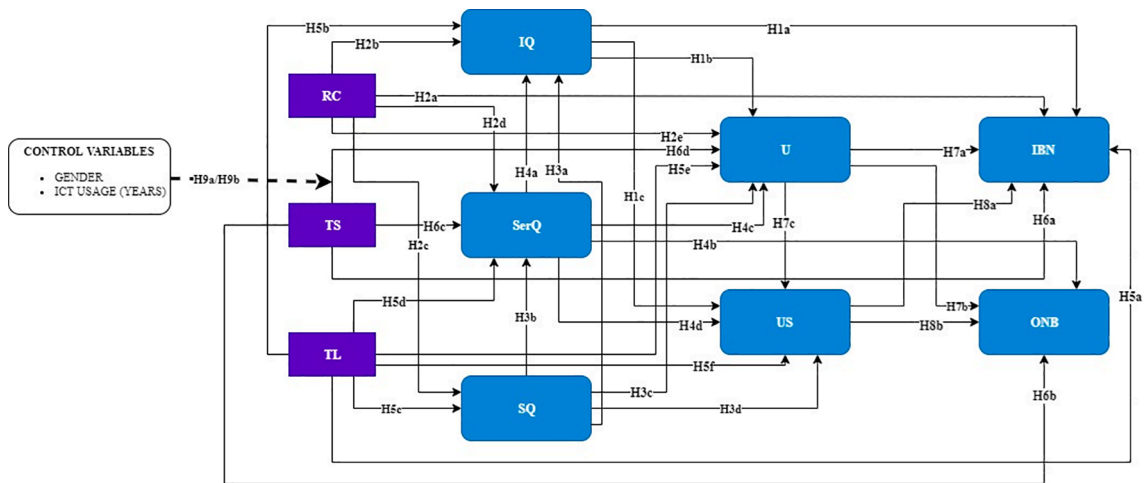 H5b
IQ
H1a
H2b
H1b
RC
H2a
H2d
H2e
U
H7a
IBN
H6d
CONTROL VARIABLES
GENDER
ICT USAGE (YEARS)
H9a/H9b
H4a
H3a
H5e
H1c
H8a
TS
H6c
SerQ
H4c
H7c
H6a
H2c
H4b
H5d
H5a
H3b
H4d
US
H7b
H8b
ONB
TL
H5f
H3c
H5c
SQ
H3d
H6b